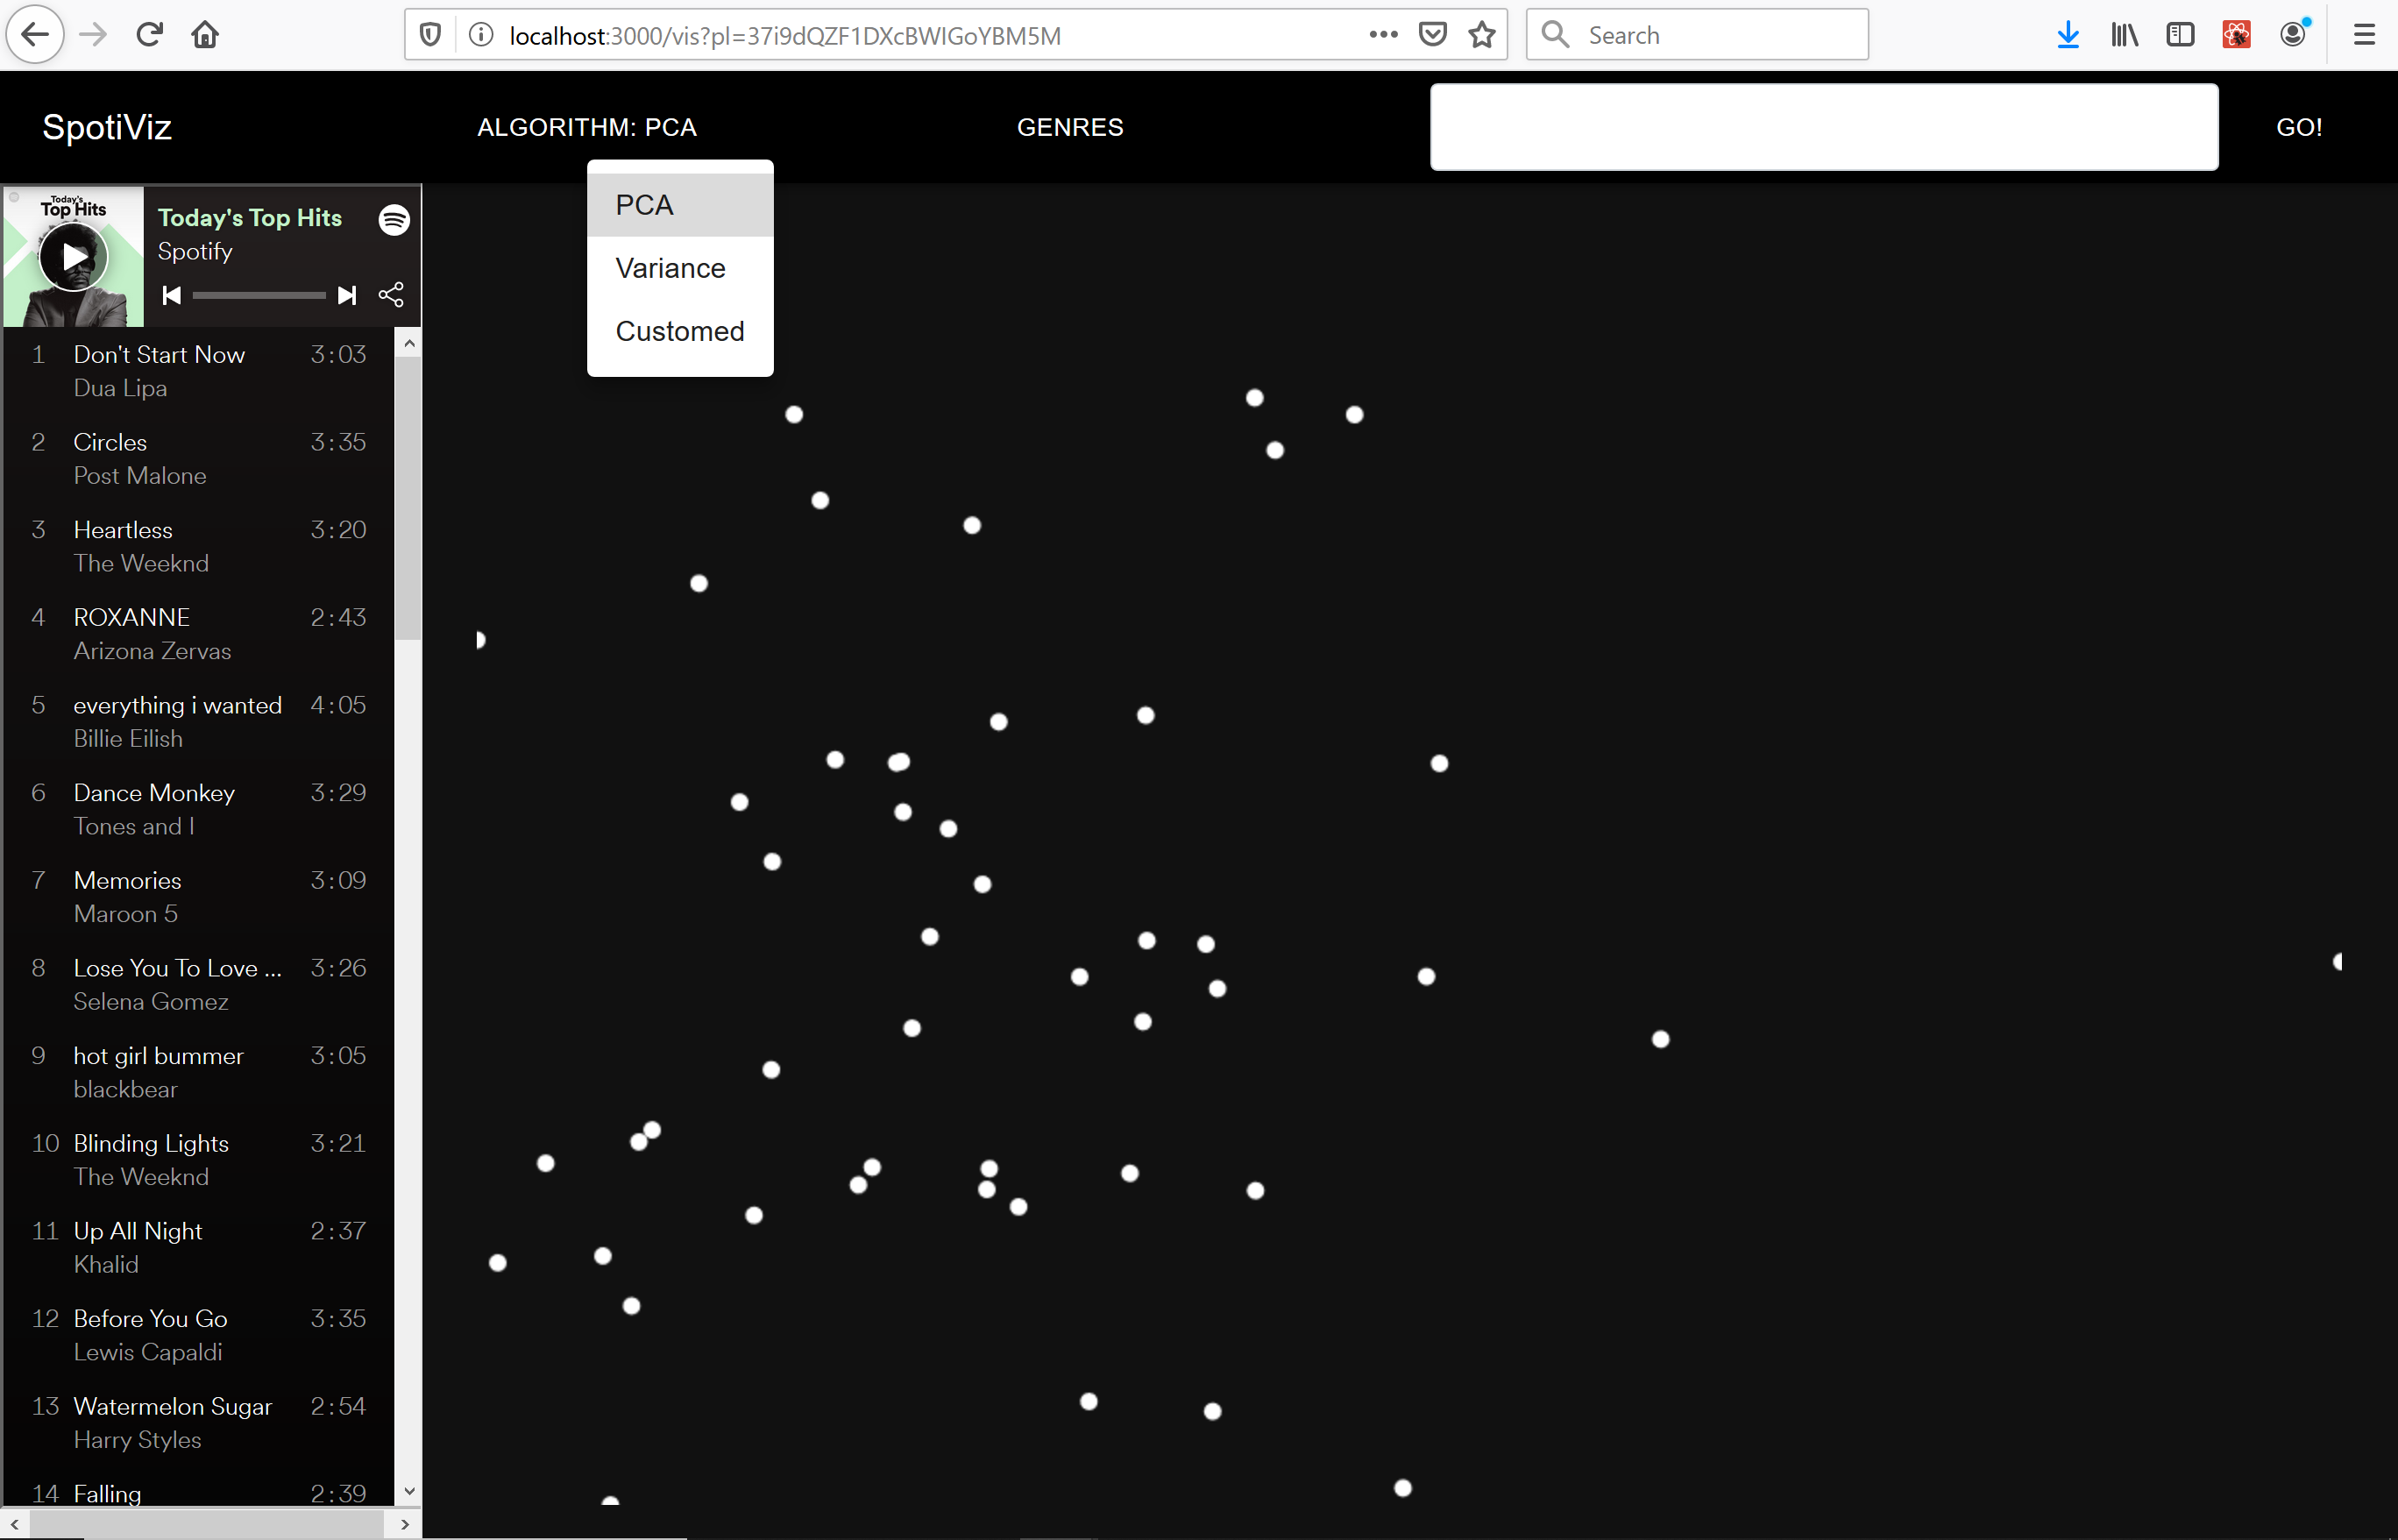 localhost:3000/vis?pl=37i9dQZF1DXcBWIGoYBM5M
Search
SpotiViz
ALGORITHM: PCA
GENRES
GO!
PCA
Variance
Customed
Today's
Top Hits
Today's Top Hits
Spotify
1 Don't Start Now 3:03
Dua Lipa
2 Circles 3:35
Post Malone
3 Heartless 3:20
The Weeknd
4 ROXANNE 2:43
Arizona Zervas
5 everything i wanted 4:05
Billie Eilish
6 Dance Monkey 3:29
Tones and I
7 Memories 3:09
Maroon 5
8 Lose You To Love ... 3:26
Selena Gomez
9 hot girl bummer 3:05
blackbear
10 Blinding Lights 3:21
The Weeknd
11 Up All Night 2:37
Khalid
12 Before You Go 3:35
Lewis Capaldi
13 Watermelon Sugar 2:54
Harry Styles
14 Falling 2:39